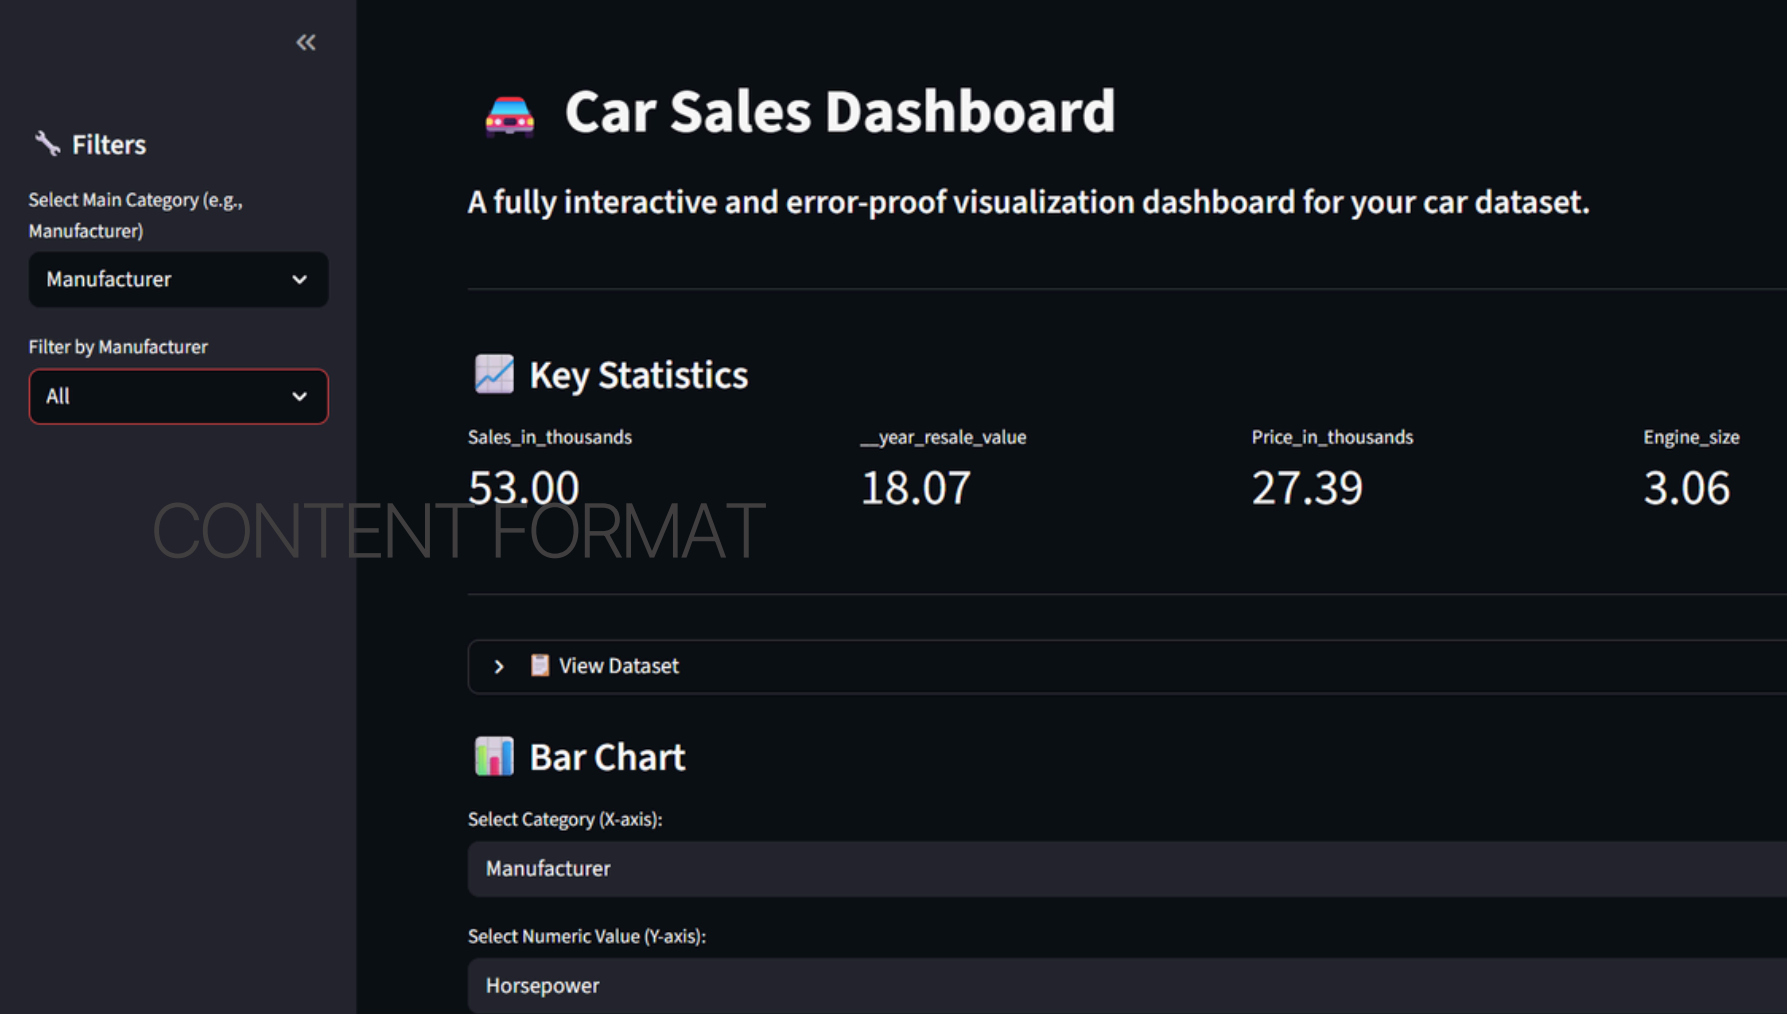 Filters
Select Main Category (e.g.,
Manufacturer)
Manufacturer
Filter by Manufacturer
All
Car Sales Dashboard
A fully interactive and error-proof visualization dashboard for your car dataset.
Key Statistics
Sales_in_thousands
53.00
__year_resale_value
18.07
Price_in_thousands
27.39
Engine_size
3.06
CONTENT FORMAT
View Dataset
Bar Chart
Select Category (X-axis):
Manufacturer
Select Numeric Value (Y-axis):
Horsepower